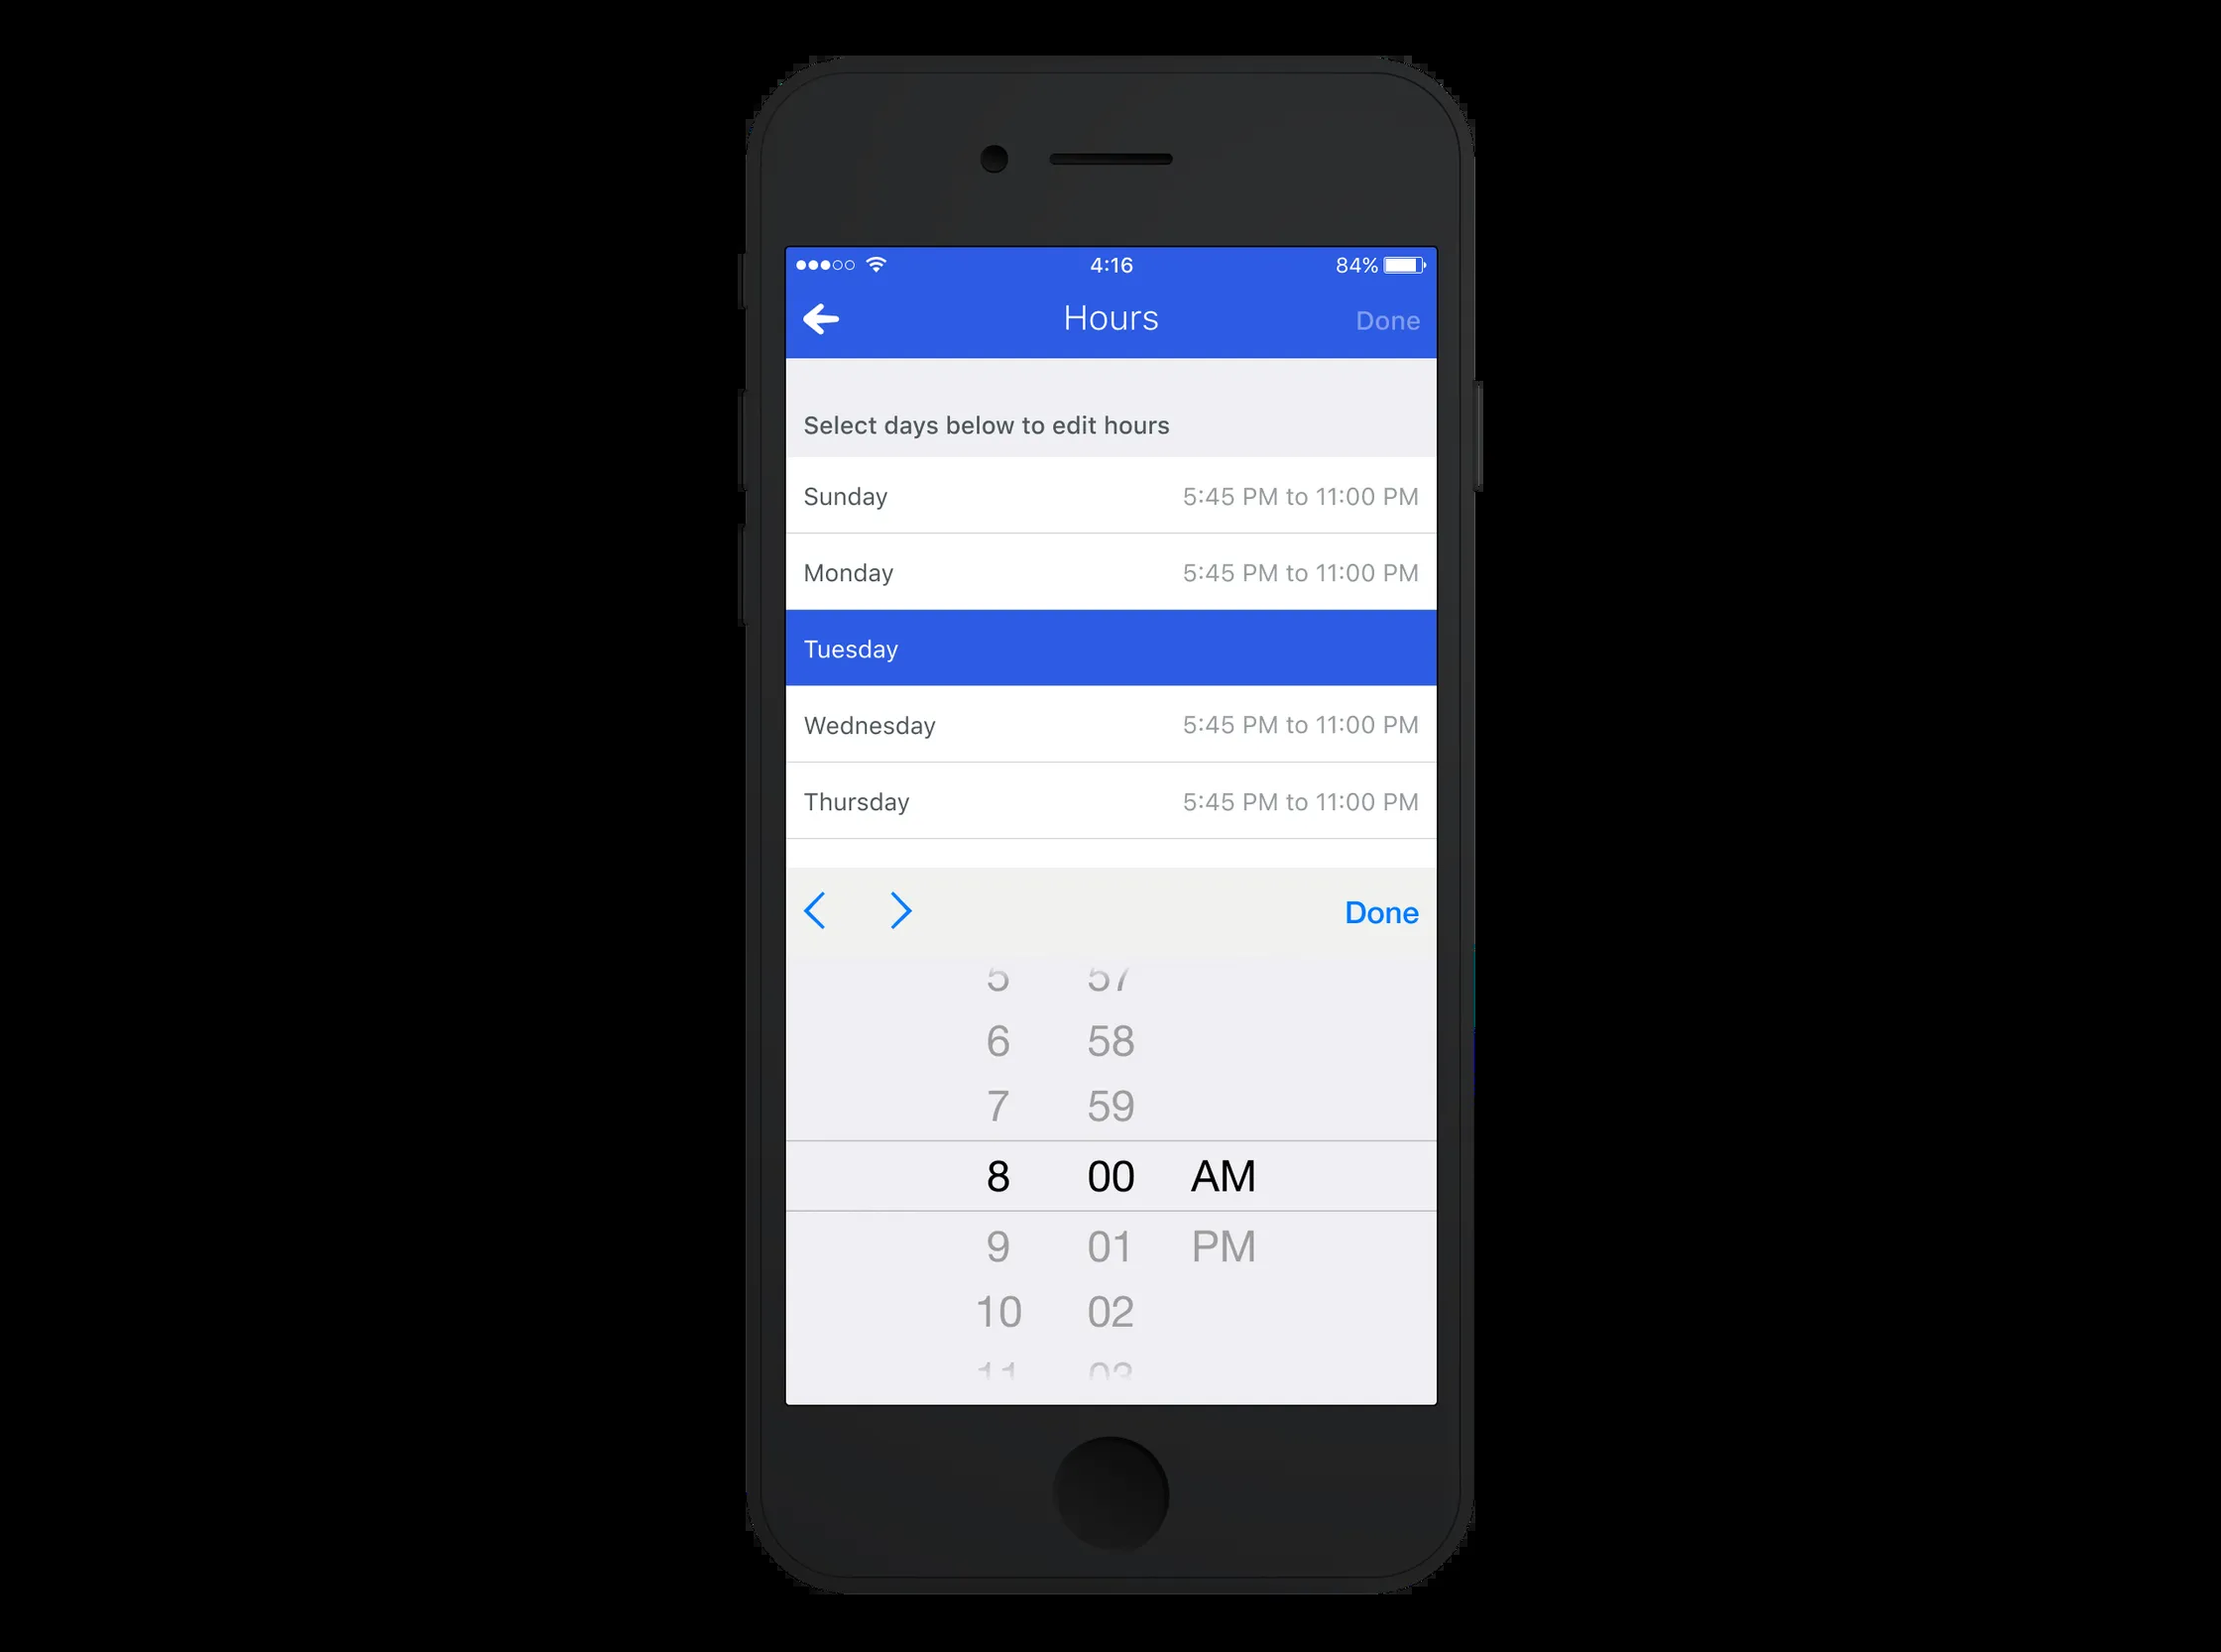 4:16 84%
Hours Done
Select days below to edit hours
Sunday 5:45 PM to 11:00 PM
Monday 5:45 PM to 11:00 PM
Tuesday
Wednesday 5:45 PM to 11:00 PM
Thursday 5:45 PM to 11:00 PM
Done
5 57
6 58
7 59
8 00 AM
9 01 PM
10 02
11 03